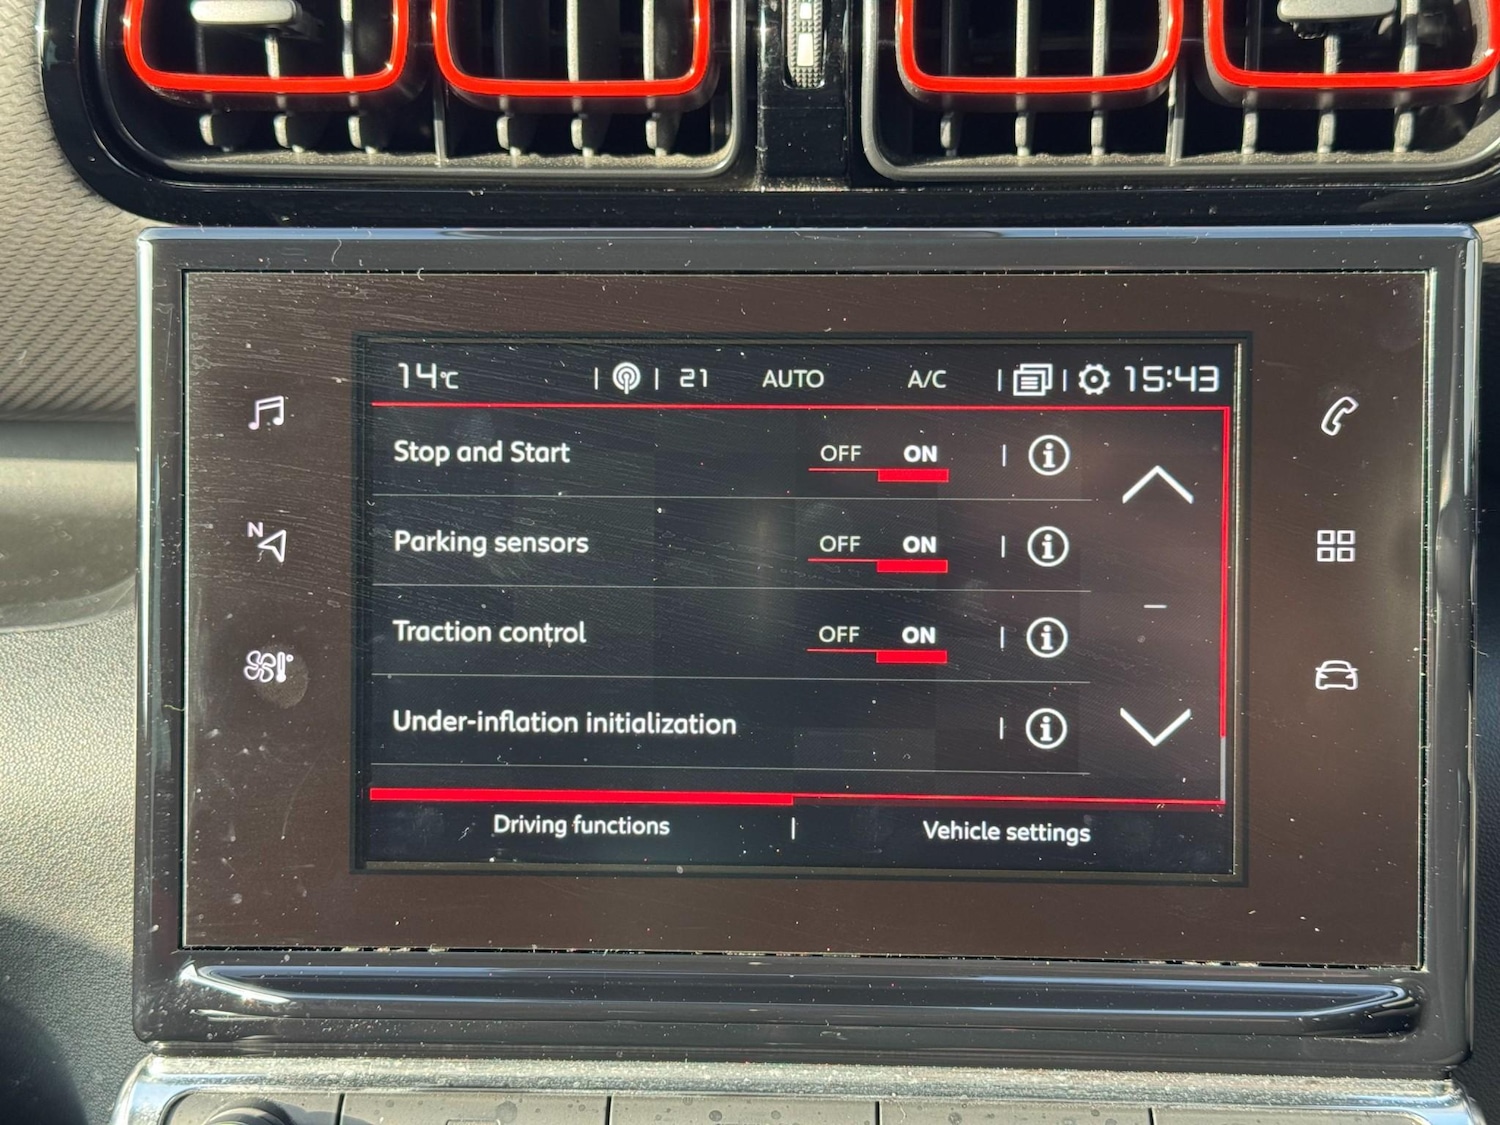 14°C 21 AUTO A/C 15:43
Stop and Start OFF ON
Parking sensors OFF ON
N
Traction control OFF ON
Under-inflation initialization
Driving functions Vehicle settings